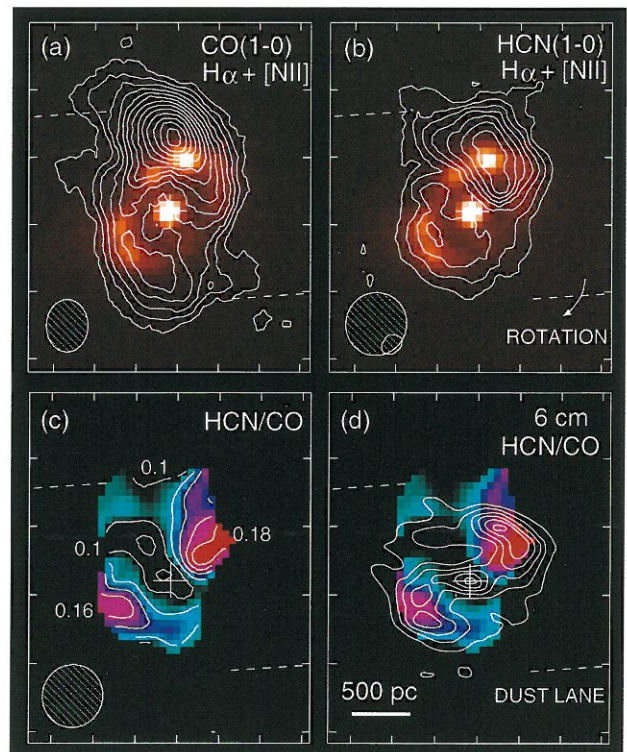 (a) CO(1-0)
Hα + [NII]
(b) HCN(1-0)
Hα + [NII]
ROTATION
(c) HCN/CO
0.1
0.1
0.18
0.16
(d) 6 cm
HCN/CO
500 pc
DUST LANE